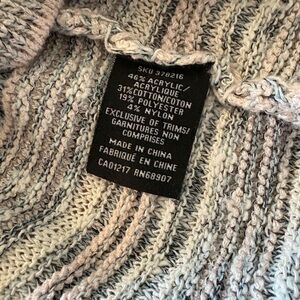 SKU 378216
46% ACRYLIC/
ACRYLIQUE
31%COTTON/COTON
19% POLYESTER
4% NYLON
EXCLUSIVE OF TRIMS/
GARNITURES NON
COMPRISES
MADE IN CHINA
FABRIQUÉ EN CHINE
CA01217 RN68907